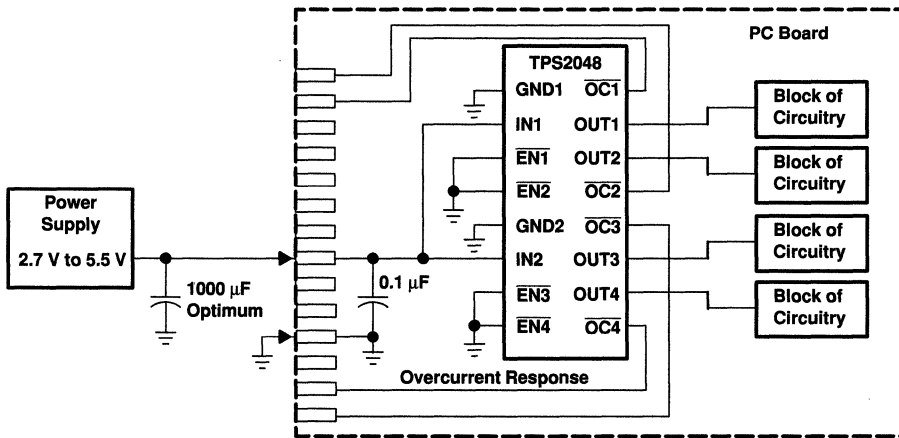 PC Board
TPS2048
GND1 OC1
IN1 OUT1
EN1 OUT2
EN2 OC2
GND2 OC3
IN2 OUT3
EN3 OUT4
EN4 OC4
Block of
Circuitry
Block of
Circuitry
Block of
Circuitry
Block of
Circuitry
Power
Supply
2.7 V to 5.5 V
1000 μF
Optimum
0.1 μF
Overcurrent Response